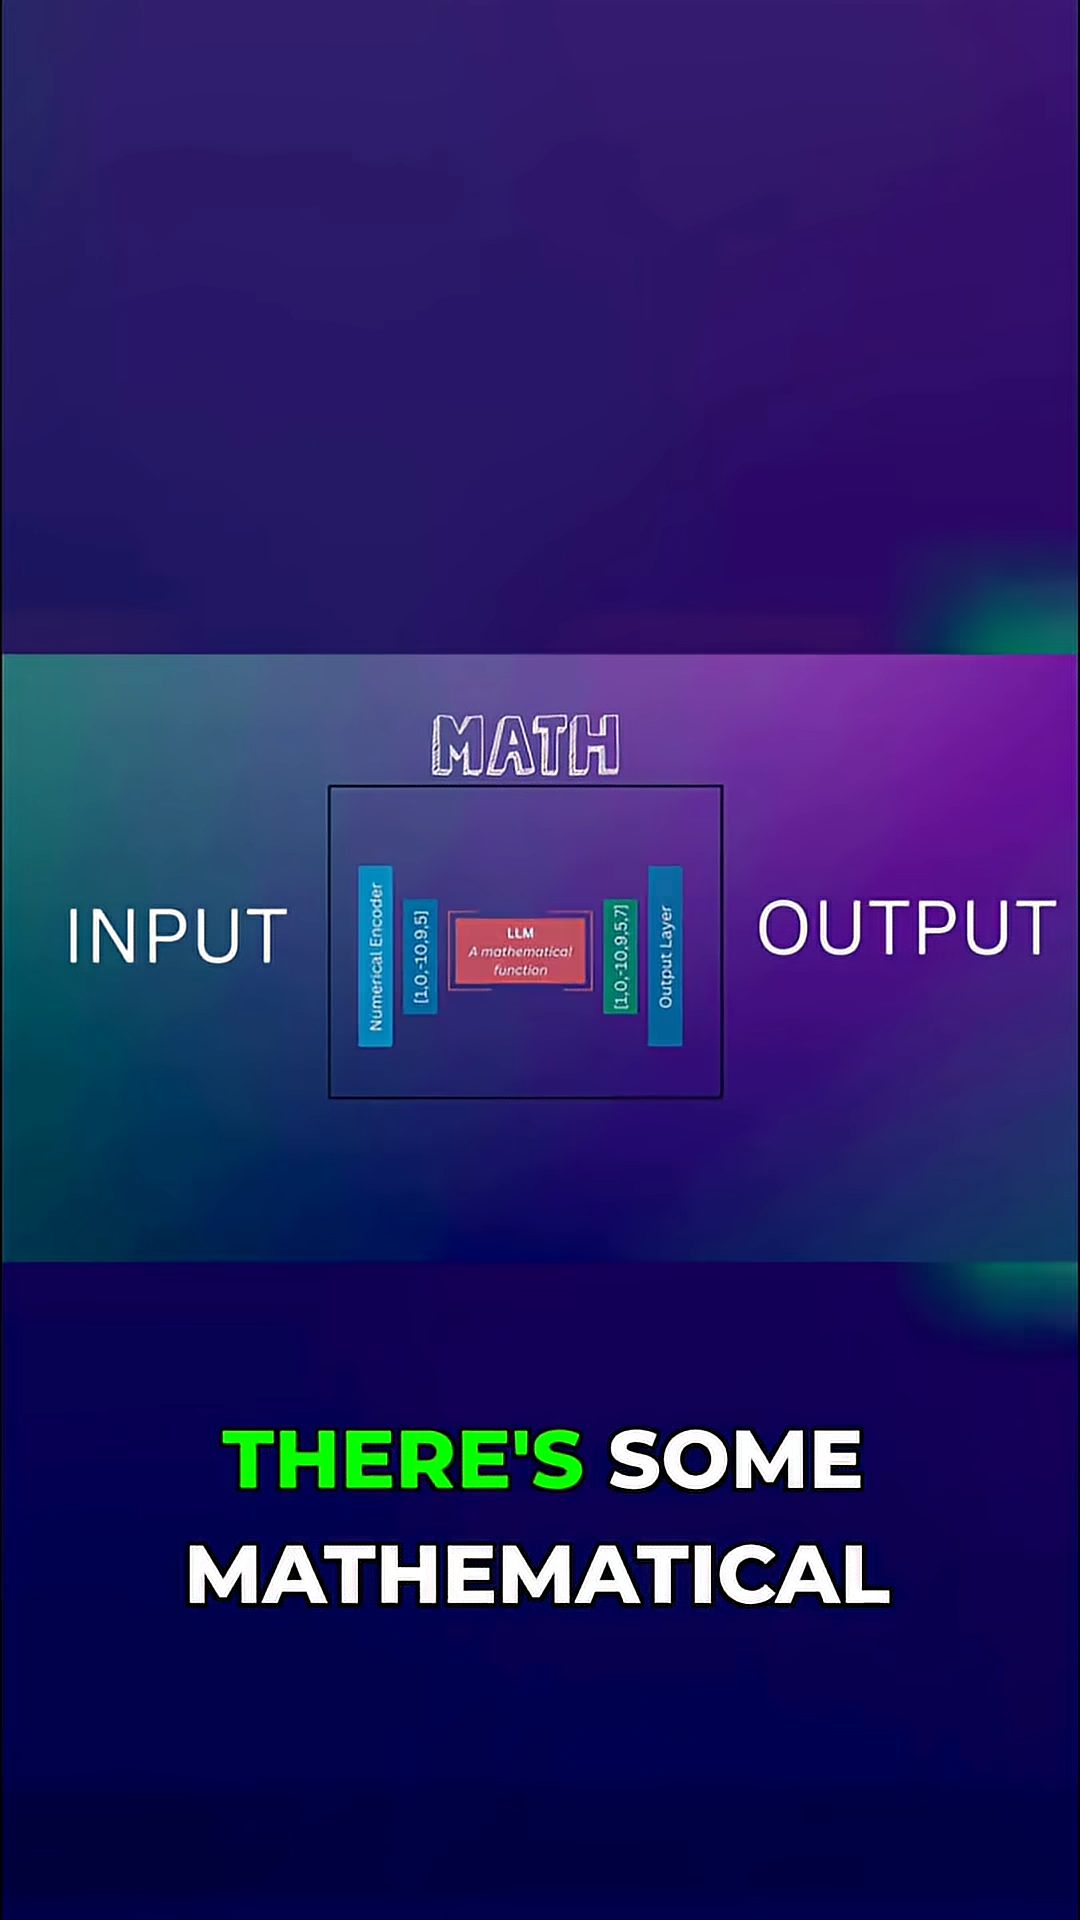 MATH
INPUT
Numerical Encoder
[1,0,-10,9,5]
LLM
A mathematical
function
[1,0,-10,9,5,7]
Output Layer
OUTPUT
THERE'S SOME
MATHEMATICAL